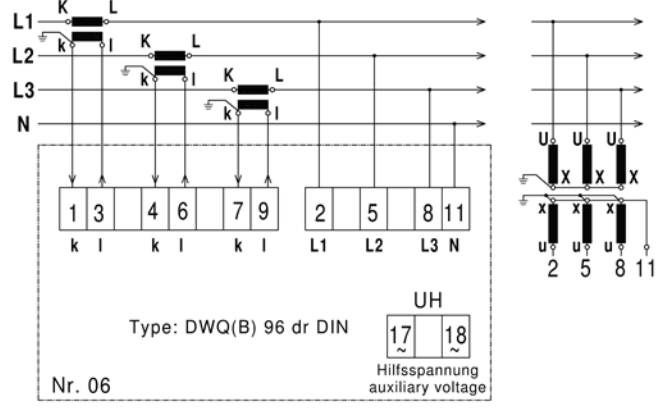 K L
L1
k l
K L
L2
k l
K L
L3
k l
N
U U U
X X X
x x x
u u u
2 5 8 11
1 3 4 6 7 9 2 5 8 11
k l k l k l L1 L2 L3 N
UH
Type: DWQ(B) 96 dr DIN
17 18
~ ~
Hilfsspannung
Nr. 06 auxiliary voltage